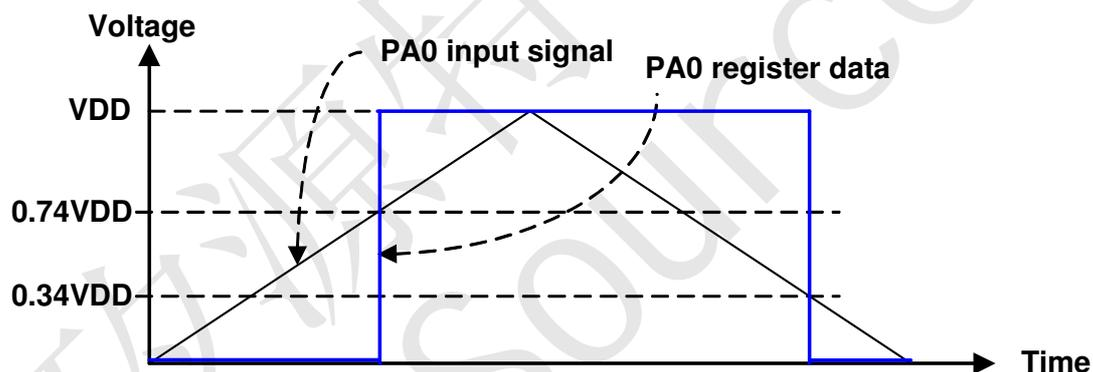 Voltage
PA0 input signal
PA0 register data
VDD
0.74VDD
0.34VDD
Time